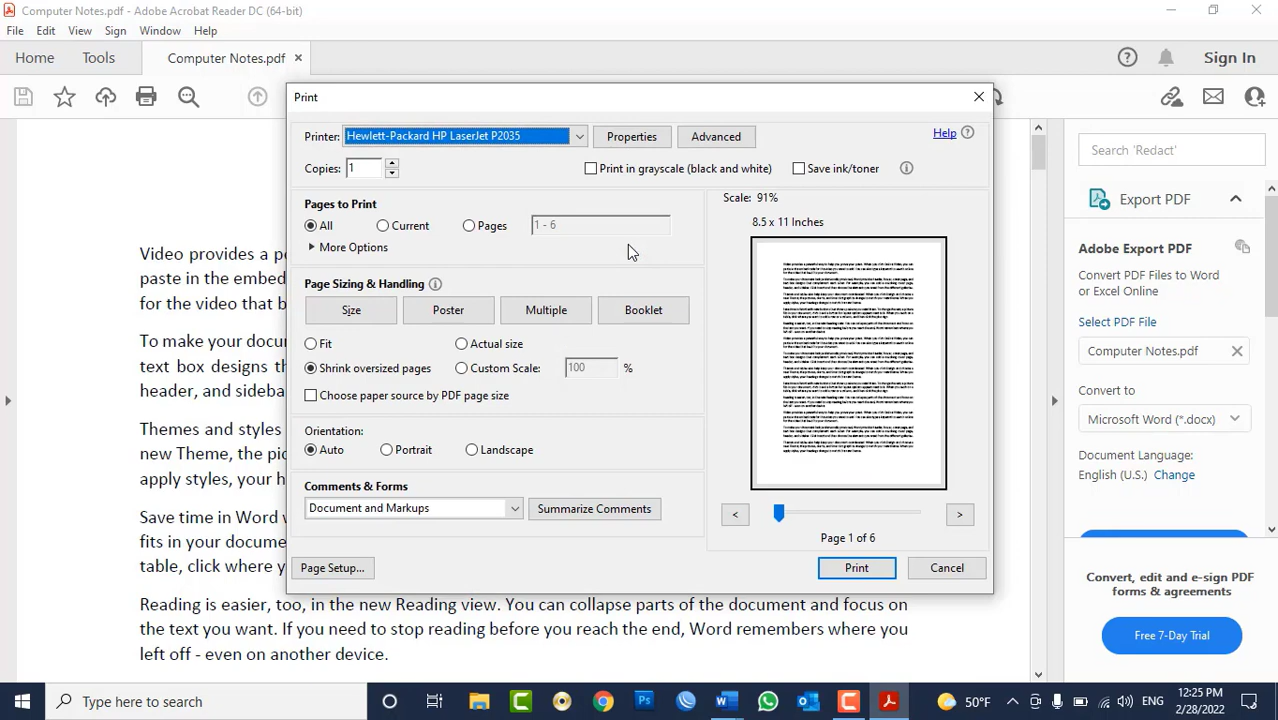 Computer Notes.pdf - Adobe Acrobat Reader DC (64-bit)
File Edit View Sign Window Help
Home Tools Computer Notes.pdf × Sign In
Print
Printer: Hewlett-Packard HP LaserJet P2035 Properties Advanced Help
Copies: 1 Print in grayscale (black and white) Save ink/toner
Pages to Print
All Current Pages 1 - 6
More Options
Page Sizing & Handling
Size Poster Multiple Booklet
Fit Actual size
Shrink oversized pages Custom Scale: 100 %
Choose paper source by PDF page size
Orientation:
Auto Portrait Landscape
Comments & Forms
Document and Markups Summarize Comments
Page Setup...
Scale: 91%
8.5 x 11 Inches
< >
Page 1 of 6
Print Cancel
Video provides a po
paste in the embed
for the video that b
To make your docum
text box designs th
header, and sideba
Themes and styles
new Theme, the pic
apply styles, your h
Save time in Word w
fits in your docume
table, click where y
Reading is easier, too, in the new Reading view. You can collapse parts of the document and focus on
the text you want. If you need to stop reading before you reach the end, Word remembers where you
left off - even on another device.
Search 'Redact'
Export PDF
Adobe Export PDF
Convert PDF Files to Word
or Excel Online
Select PDF File
Computer Notes.pdf
Convert to
Microsoft Word (*.docx)
Document Language:
English (U.S.) Change
Convert, edit and e-sign PDF
forms & agreements
Free 7-Day Trial
Type here to search
50°F ENG
12:25 PM
2/28/2022